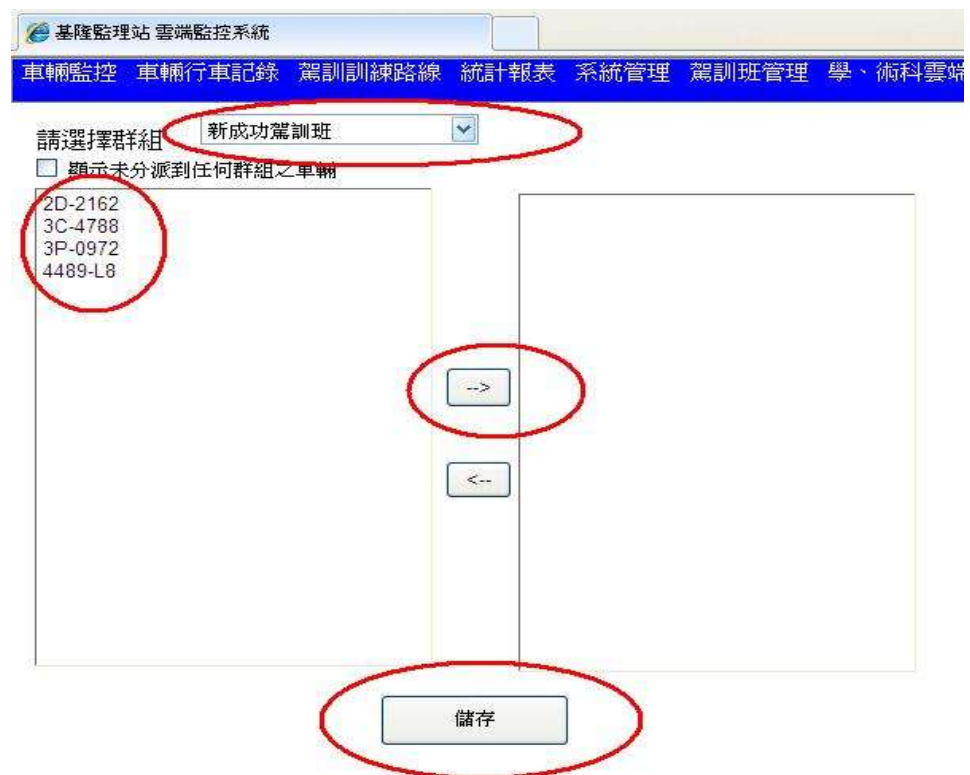 基隆監理站 雲端監控系統
車輛監控 車輛行車記錄 駕訓訓練路線 統計報表 系統管理 駕訓班管理 學、術科雲端
請選擇群組 新成功駕訓班
顯示未分派到任何群組之車輛
2D-2162
3C-4788
3P-0972
4489-L8
-->
<--
儲存